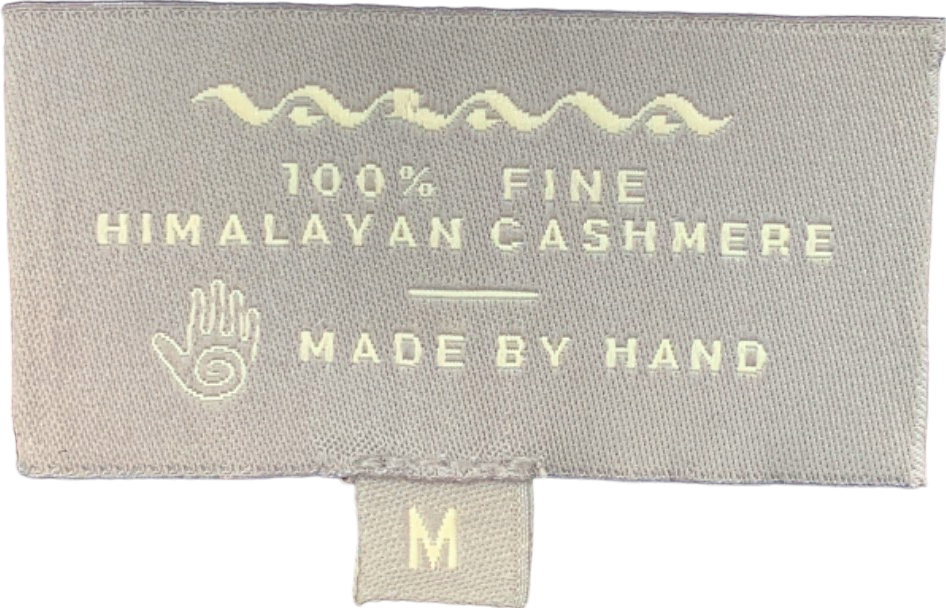 100% FINE
HIMALAYAN CASHMERE
MADE BY HAND
M